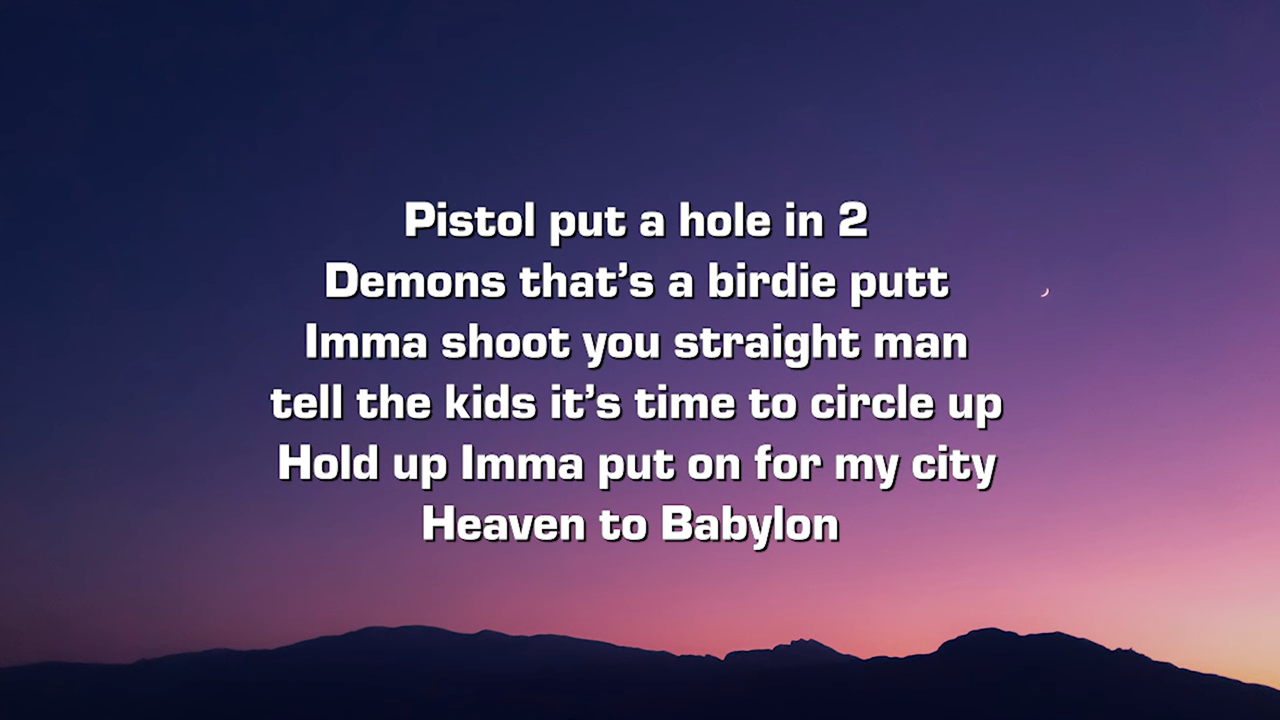 Pistol put a hole in 2
Demons that’s a birdie putt
Imma shoot you straight man
tell the kids it’s time to circle up
Hold up Imma put on for my city
Heaven to Babylon